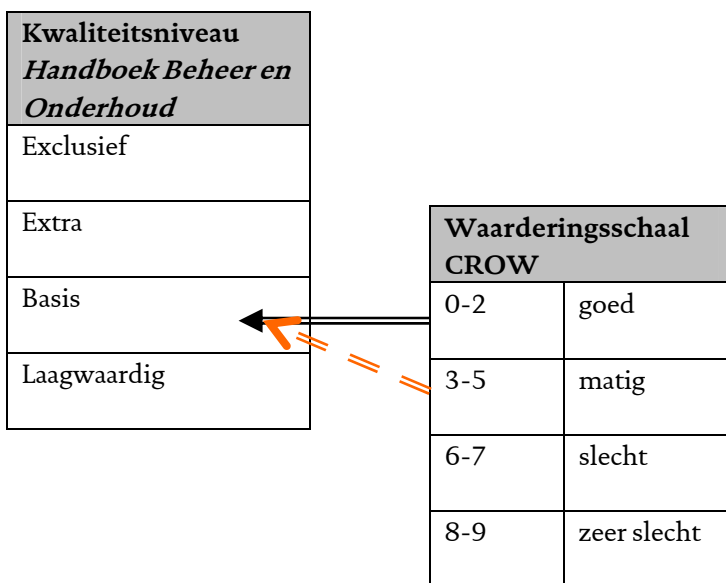 Kwaliteitsniveau
Handboek Beheer en
Onderhoud
Exclusief
Extra
Basis
Laagwaardig
Waarderingsschaal
CROW
0-2 goed
3-5 matig
6-7 slecht
8-9 zeer slecht